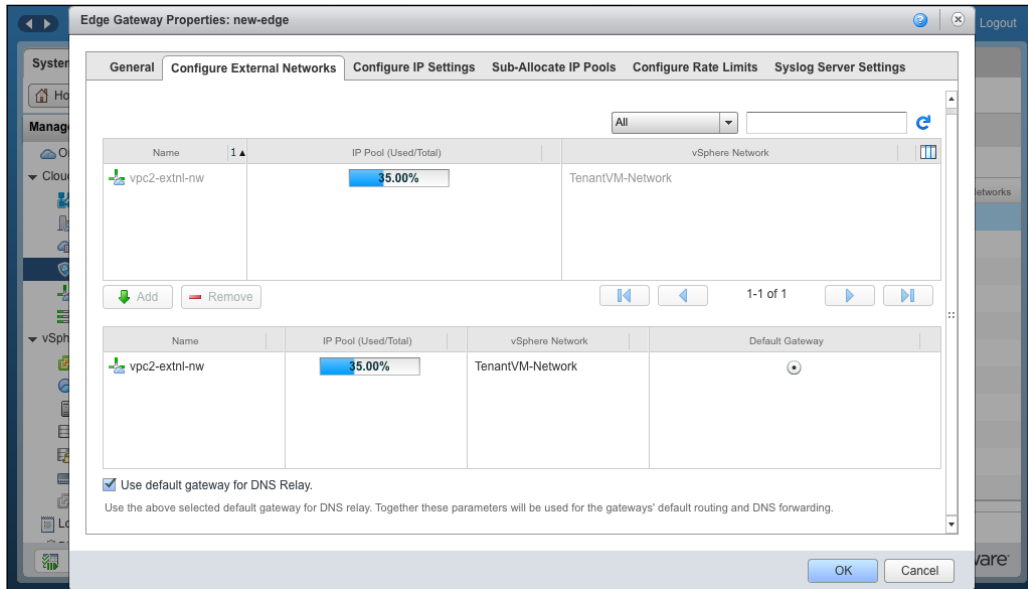 Edge Gateway Properties: new-edge
Logout
System
General Configure External Networks Configure IP Settings Sub-Allocate IP Pools Configure Rate Limits Syslog Server Settings
Ho
Manag
All
Name 1 IP Pool (Used/Total) vSphere Network
O
Clou
vpc2-extnl-nw 35.00% TenantVM-Network
etworks
Add Remove 1-1 of 1
vSph
Name IP Pool (Used/Total) vSphere Network Default Gateway
vpc2-extnl-nw 35.00% TenantVM-Network
Use default gateway for DNS Relay.
Use the above selected default gateway for DNS relay. Together these parameters will be used for the gateways' default routing and DNS forwarding.
Lo
OK Cancel
ware